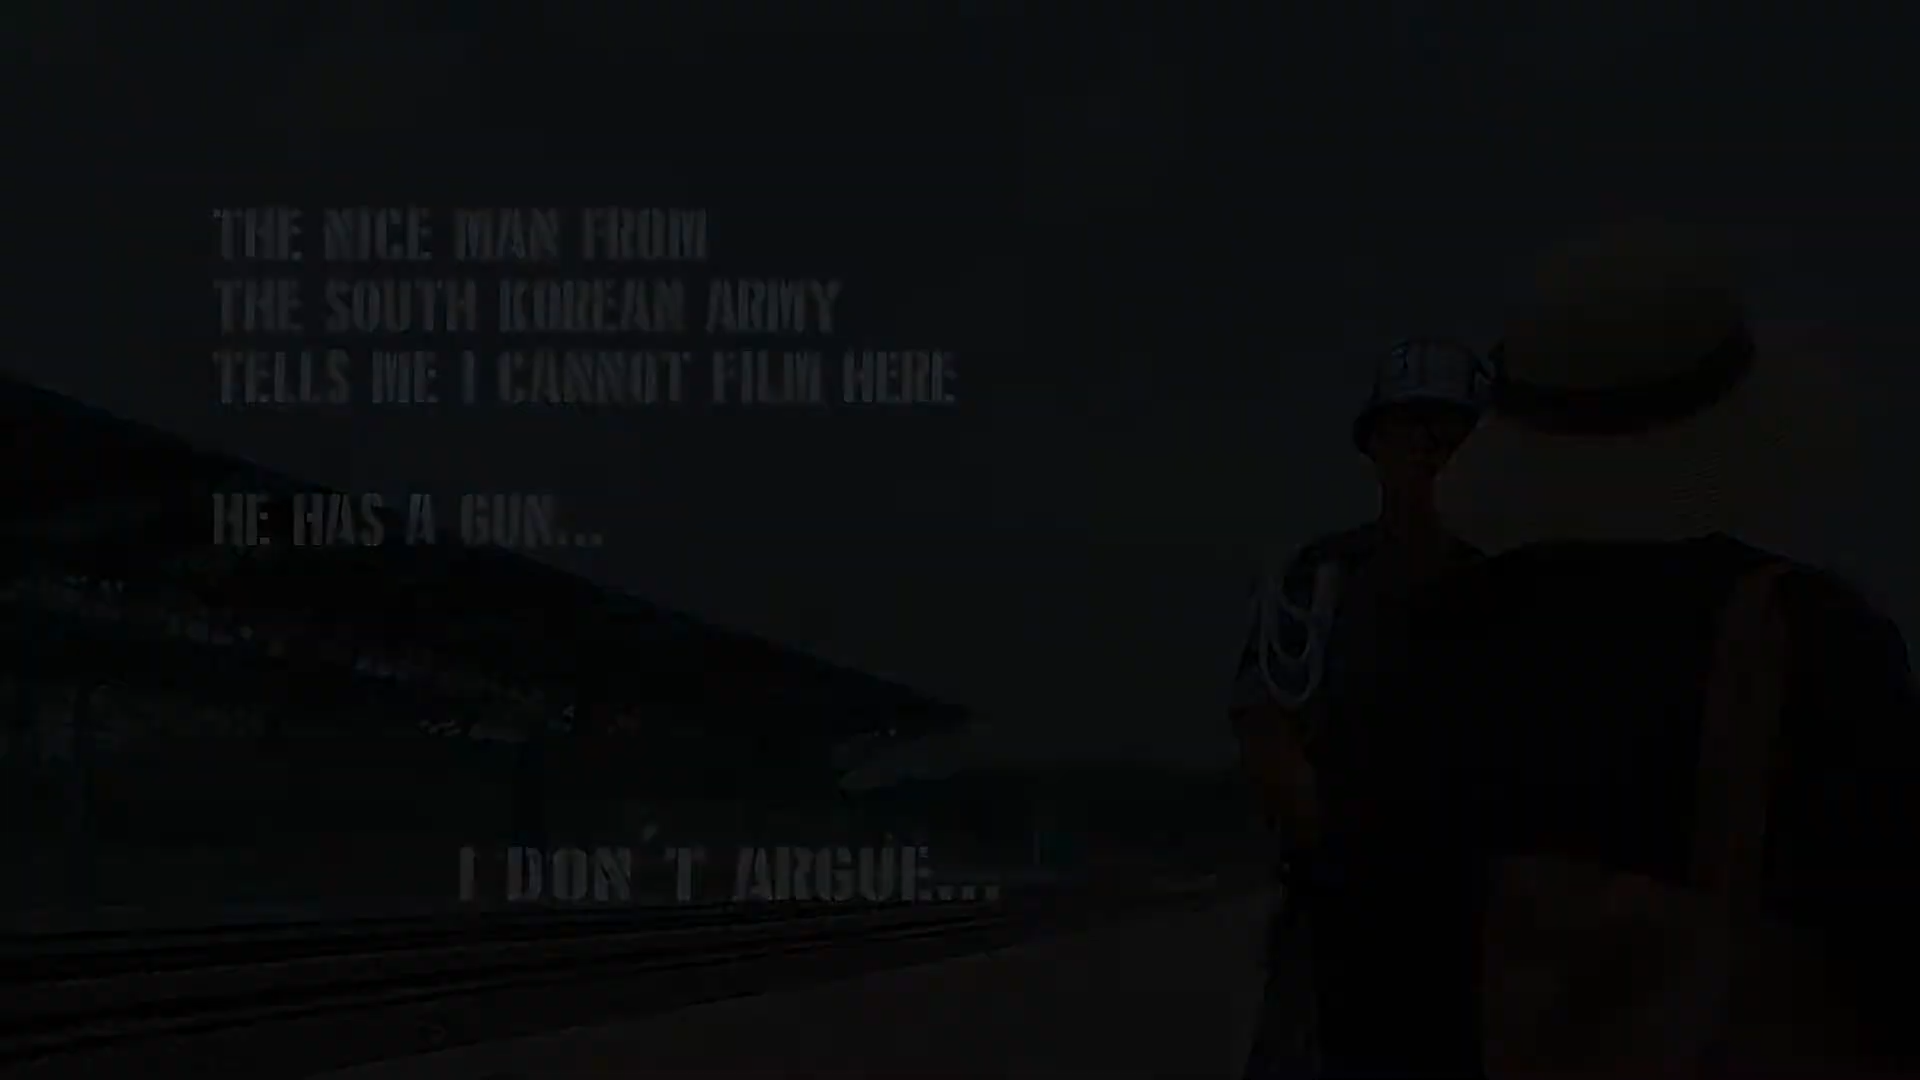 THE NICE MAN FROM
THE SOUTH KOREAN ARMY
TELLS ME I CANNOT FILM HERE
HE HAS A GUN...
I DON´T ARGUE...